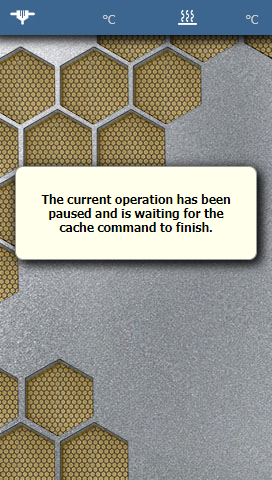 °C °C
The current operation has been
paused and is waiting for the
cache command to finish.